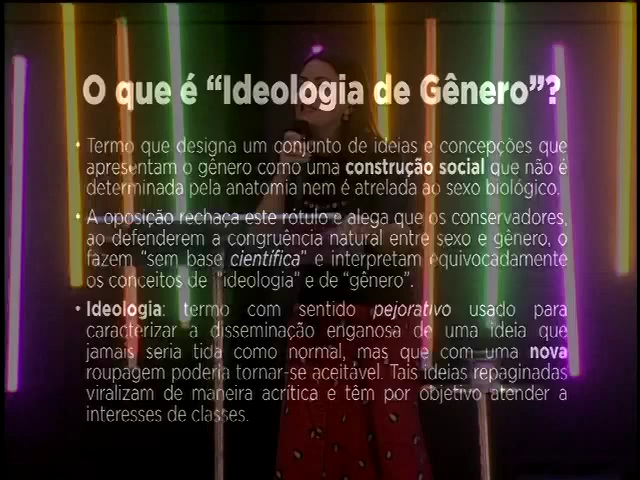 O que é “Ideologia de Gênero”?
• Termo que designa um conjunto de ideias e concepções que
apresentam o gênero como uma construção social que não é
determinada pela anatomia nem é atrelada ao sexo biológico.
• A oposição rechaça este rótulo e alega que os conservadores,
ao defenderem a congruência natural entre sexo e gênero, o
fazem “sem base científica” e interpretam equivocadamente
os conceitos de “ideologia” e de “gênero”.
• Ideologia: termo com sentido pejorativo usado para
caracterizar a disseminação enganosa de uma ideia que
jamais seria tida como normal, mas que com uma nova
roupagem poderia tornar-se aceitável. Tais ideias repaginadas
viralizam de maneira acrítica e têm por objetivo atender a
interesses de classes.